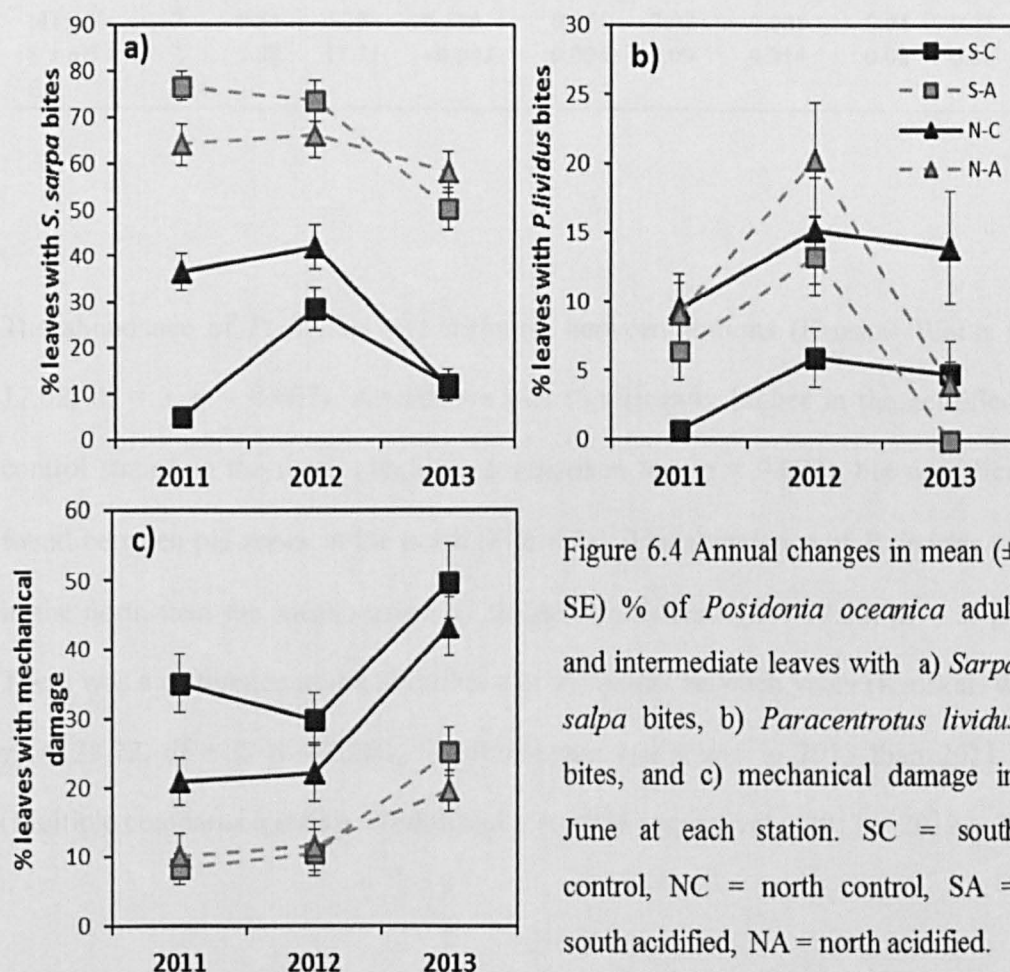 a)
% leaves with S. sarpa bites
90
80
70
60
50
40
30
20
10
0
2011 2012 2013
b)
% leaves with P.lividus bites
30
25
20
15
10
5
0
2011 2012 2013
S-C
S-A
N-C
N-A
c)
% leaves with mechanical
damage
60
50
40
30
20
10
0
2011 2012 2013
Figure 6.4 Annual changes in mean (±
SE) % of Posidonia oceanica adul
and intermediate leaves with a) Sarpa
salpa bites, b) Paracentrotus lividus
bites, and c) mechanical damage in
June at each station. SC = south
control, NC = north control, SA =
south acidified, NA = north acidified.